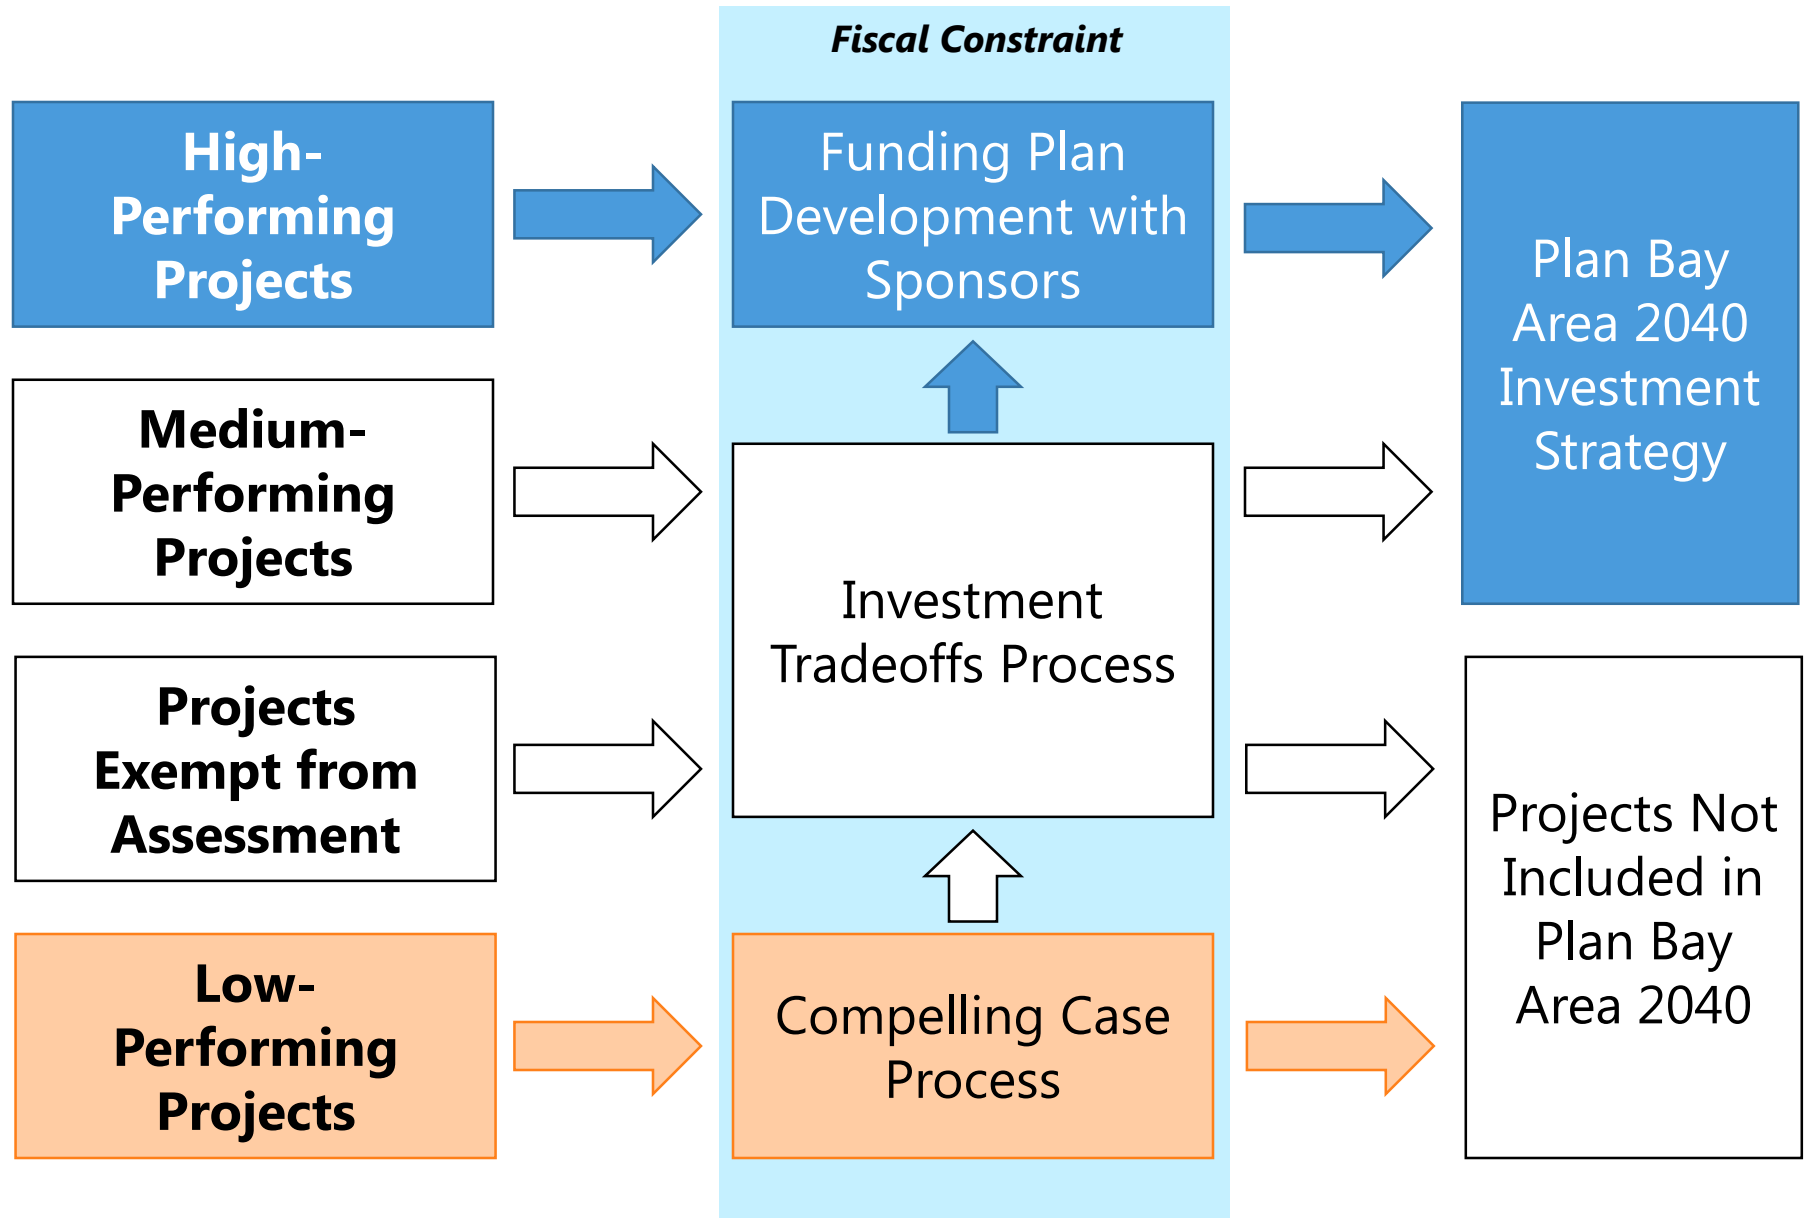 Fiscal Constraint
High-
Performing
Projects
Funding Plan
Development with
Sponsors
Plan Bay
Area 2040
Investment
Strategy
Medium-
Performing
Projects
Investment
Tradeoffs Process
Projects
Exempt from
Assessment
Projects Not
Included in
Plan Bay
Area 2040
Low-
Performing
Projects
Compelling Case
Process